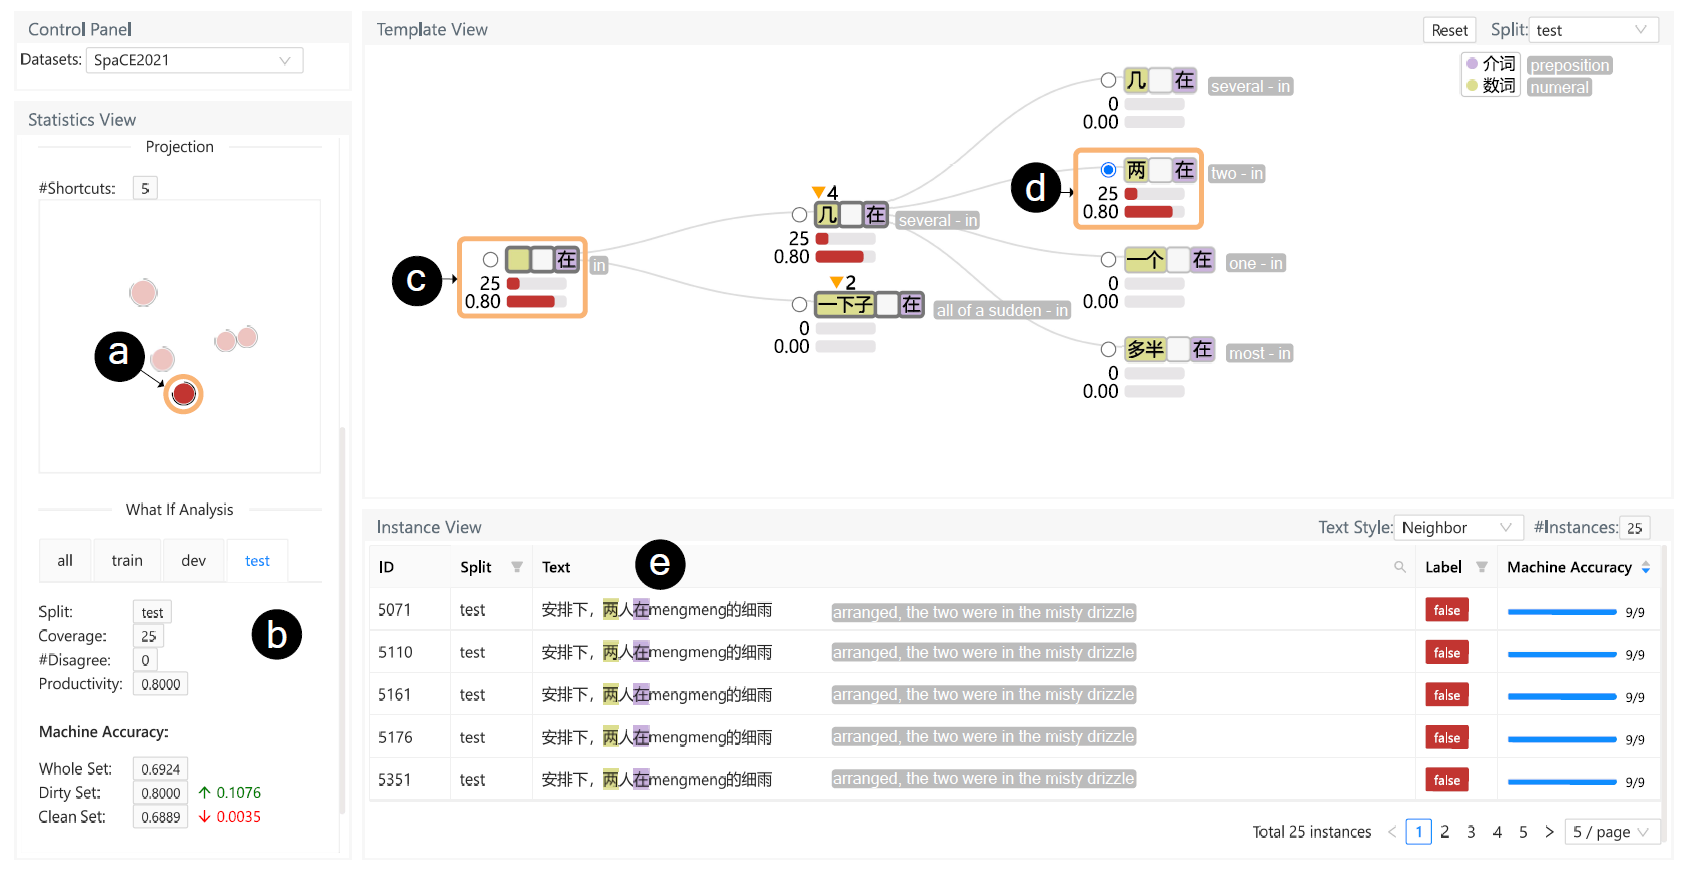 Control Panel
Datasets: SpaCE2021
Statistics View
Projection
#Shortcuts: 5
a
What If Analysis
all train dev test
Split: test
Coverage: 25
#Disagree: 0
Productivity: 0.8000
b
Machine Accuracy:
Whole Set: 0.6924
Dirty Set: 0.8000 ↑ 0.1076
Clean Set: 0.6889 ↓ 0.0035
Template View
Reset Split: test
介词 preposition
数词 numeral
c
在 in
25
0.80
4
几 在 several - in
25
0.80
2
一下子 在 all of a sudden - in
0
0.00
几 在 several - in
0
0.00
d
两 在 two - in
25
0.80
一个 在 one - in
0
0.00
多半 在 most - in
0
0.00
Instance View
Text Style: Neighbor #Instances: 25
e
ID Split Text Label Machine Accuracy
5071 test 安排下，两人在mengmeng的细雨 arranged, the two were in the misty drizzle false 9/9
5110 test 安排下，两人在mengmeng的细雨 arranged, the two were in the misty drizzle false 9/9
5161 test 安排下，两人在mengmeng的细雨 arranged, the two were in the misty drizzle false 9/9
5176 test 安排下，两人在mengmeng的细雨 arranged, the two were in the misty drizzle false 9/9
5351 test 安排下，两人在mengmeng的细雨 arranged, the two were in the misty drizzle false 9/9
Total 25 instances < 1 2 3 4 5 > 5 / page